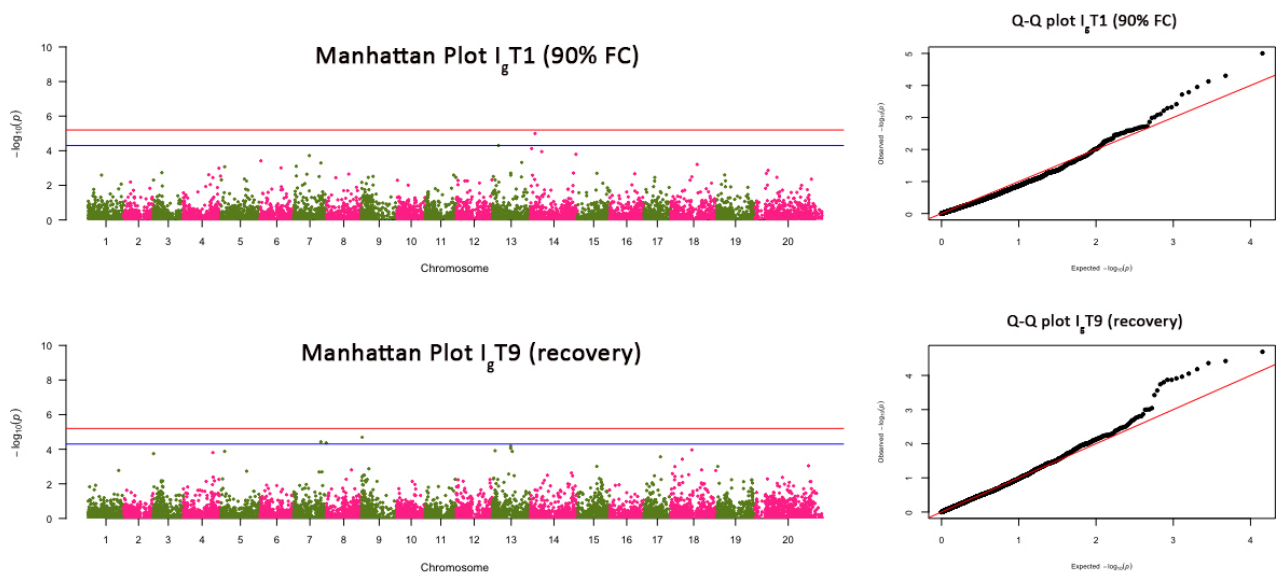 Manhattan Plot IgT1 (90% FC)
10
8
6
4
2
0
−log10(p)
1 2 3 4 5 6 7 8 9 10 11 12 13 14 15 16 17 18 19 20
Chromosome
Q-Q plot IgT1 (90% FC)
5
4
3
2
1
0
Observed −log10(p)
0 1 2 3 4
Expected −log10(p)
Manhattan Plot IgT9 (recovery)
10
8
6
4
2
0
−log10(p)
1 2 3 4 5 6 7 8 9 10 11 12 13 14 15 16 17 18 19 20
Chromosome
Q-Q plot IgT9 (recovery)
4
3
2
1
0
Observed −log10(p)
0 1 2 3 4
Expected −log10(p)